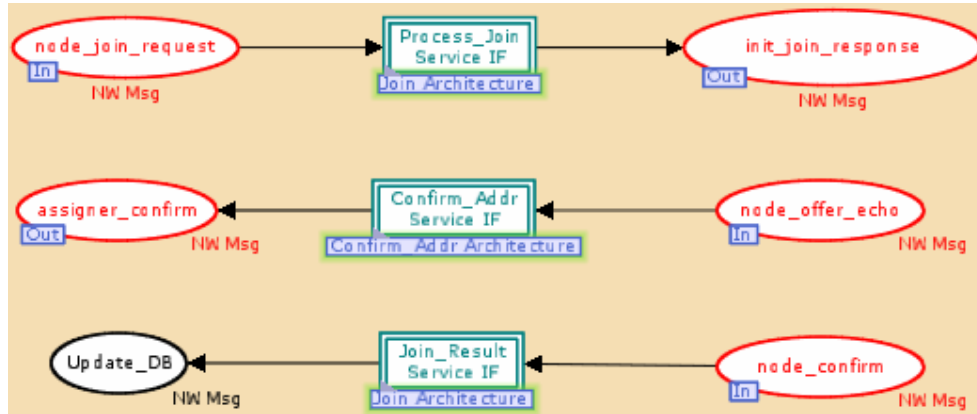 node_join_request
In
NW Msg
Process_Join
Service IF
Join Architecture
init_join_response
Out
NW Msg
assigner_confirm
Out
NW Msg
Confirm_Addr
Service IF
Confirm_Addr Architecture
node_offer_echo
In
NW Msg
Update_DB
NW Msg
Join_Result
Service IF
Join Architecture
node_confirm
In
NW Msg